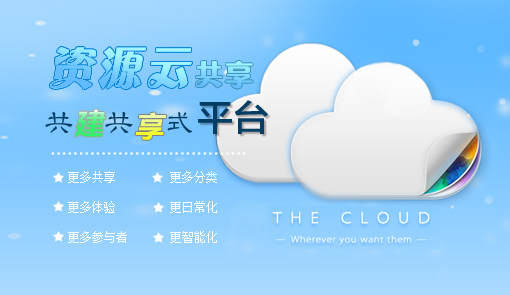 资源云共享
共建共享式平台
更多共享 更多分类
更多体验 更日常化
更多参与者 更智能化
THE CLOUD
— Wherever you want them —